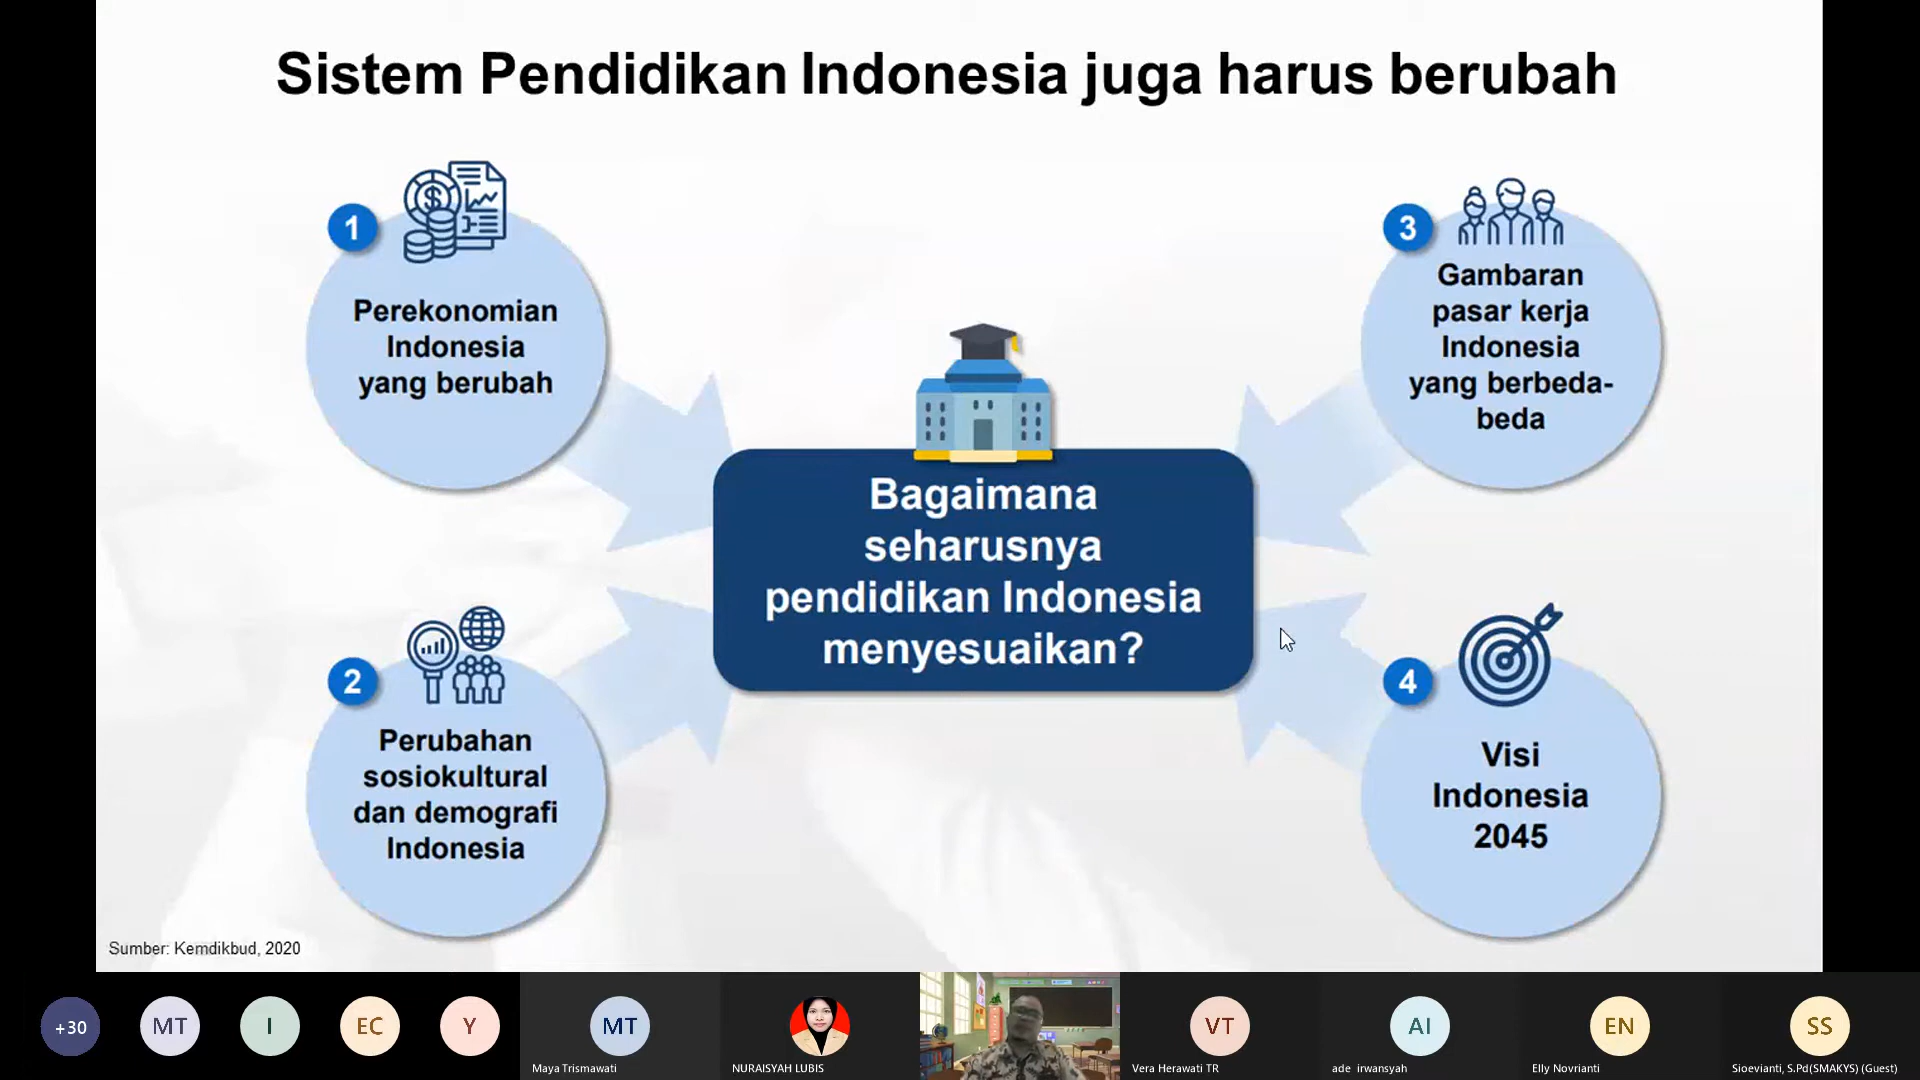 Sistem Pendidikan Indonesia juga harus berubah
1
Perekonomian
Indonesia
yang berubah
2
Perubahan
sosiokultural
dan demografi
Indonesia
Bagaimana
seharusnya
pendidikan Indonesia
menyesuaikan?
3
Gambaran
pasar kerja
Indonesia
yang berbeda-
beda
4
Visi
Indonesia
2045
Sumber: Kemdikbud, 2020
+30
MT
I
EC
Y
MT
Maya Trismawati
NURAISYAH LUBIS
VT
Vera Herawati TR
AI
ade irwansyah
EN
Elly Novrianti
SS
Sioevianti, S.Pd(SMAKYS) (Guest)